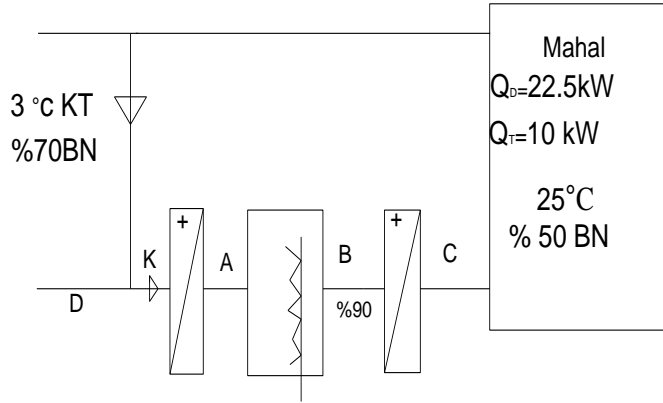 Mahal
QD=22.5kW
QT=10 kW
25°C
% 50 BN
3 °c KT
%70BN
+
+
K
A
B
C
D
%90